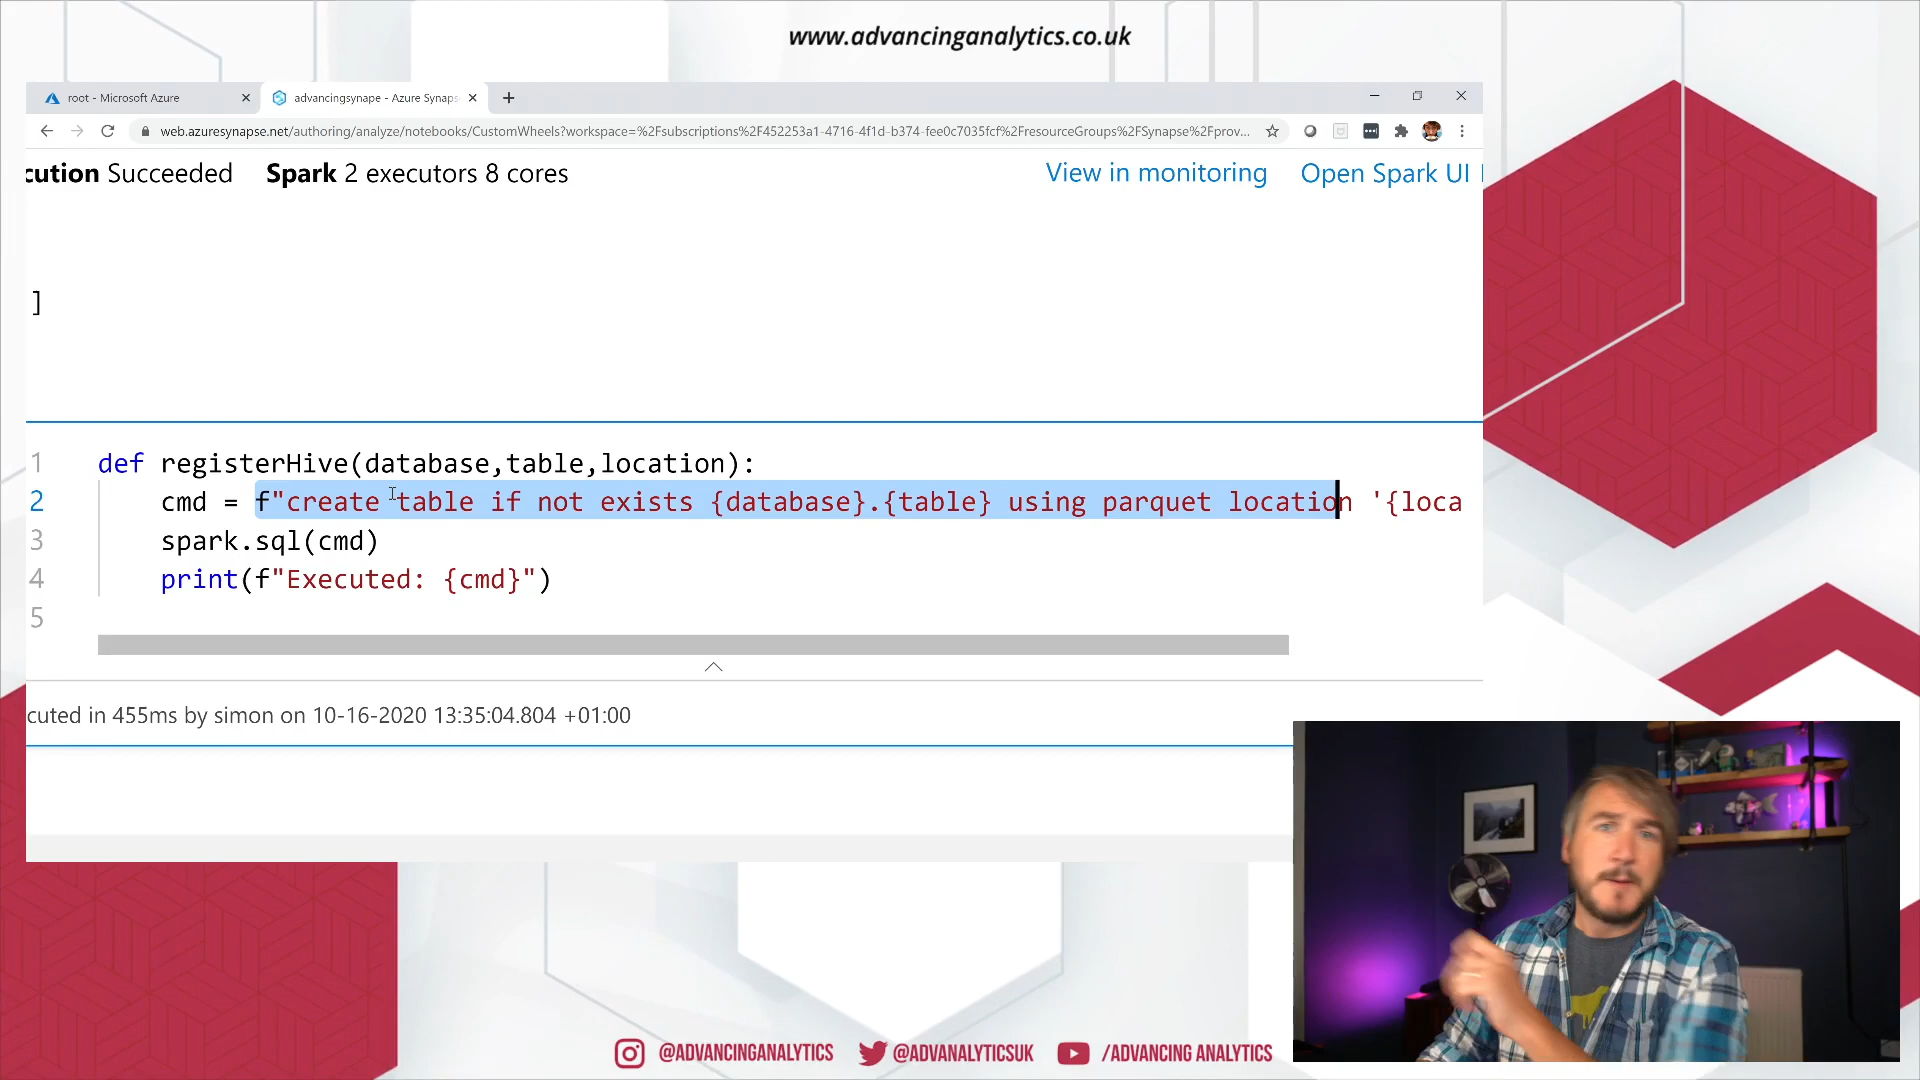 www.advancinganalytics.co.uk
root - Microsoft Azure
advancingsynape - Azure Synaps
web.azuresynapse.net/authoring/analyze/notebooks/CustomWheels?workspace=%2Fsubscriptions%2F452253a1-4716-4f1d-b374-fee0c7035fcf%2FresourceGroups%2FSynapse%2Fprov...
cution Succeeded Spark 2 executors 8 cores View in monitoring Open Spark UI
]
1 def registerHive(database,table,location):
2 cmd = f"create table if not exists {database}.{table} using parquet location '{loca
3 spark.sql(cmd)
4 print(f"Executed: {cmd}")
5
cuted in 455ms by simon on 10-16-2020 13:35:04.804 +01:00
@ADVANCINGANALYTICS @ADVANALYTICSUK /ADVANCING ANALYTICS